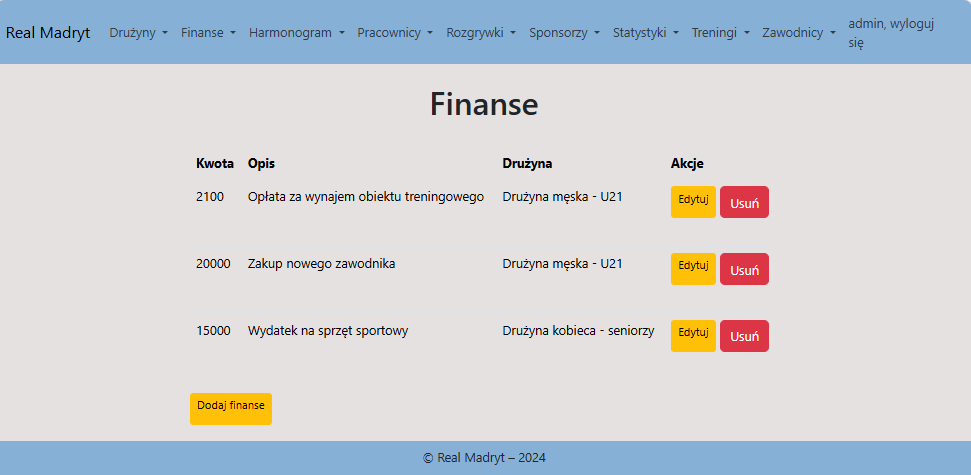 Real Madryt Drużyny Finanse Harmonogram Pracownicy Rozgrywki Sponsorzy Statystyki Treningi Zawodnicy admin, wyloguj
się
Finanse
Kwota Opis Drużyna Akcje
2100 Opłata za wynajem obiektu treningowego Drużyna męska - U21 Edytuj Usuń
20000 Zakup nowego zawodnika Drużyna męska - U21 Edytuj Usuń
15000 Wydatek na sprzęt sportowy Drużyna kobieca - seniorzy Edytuj Usuń
Dodaj finanse
© Real Madryt – 2024